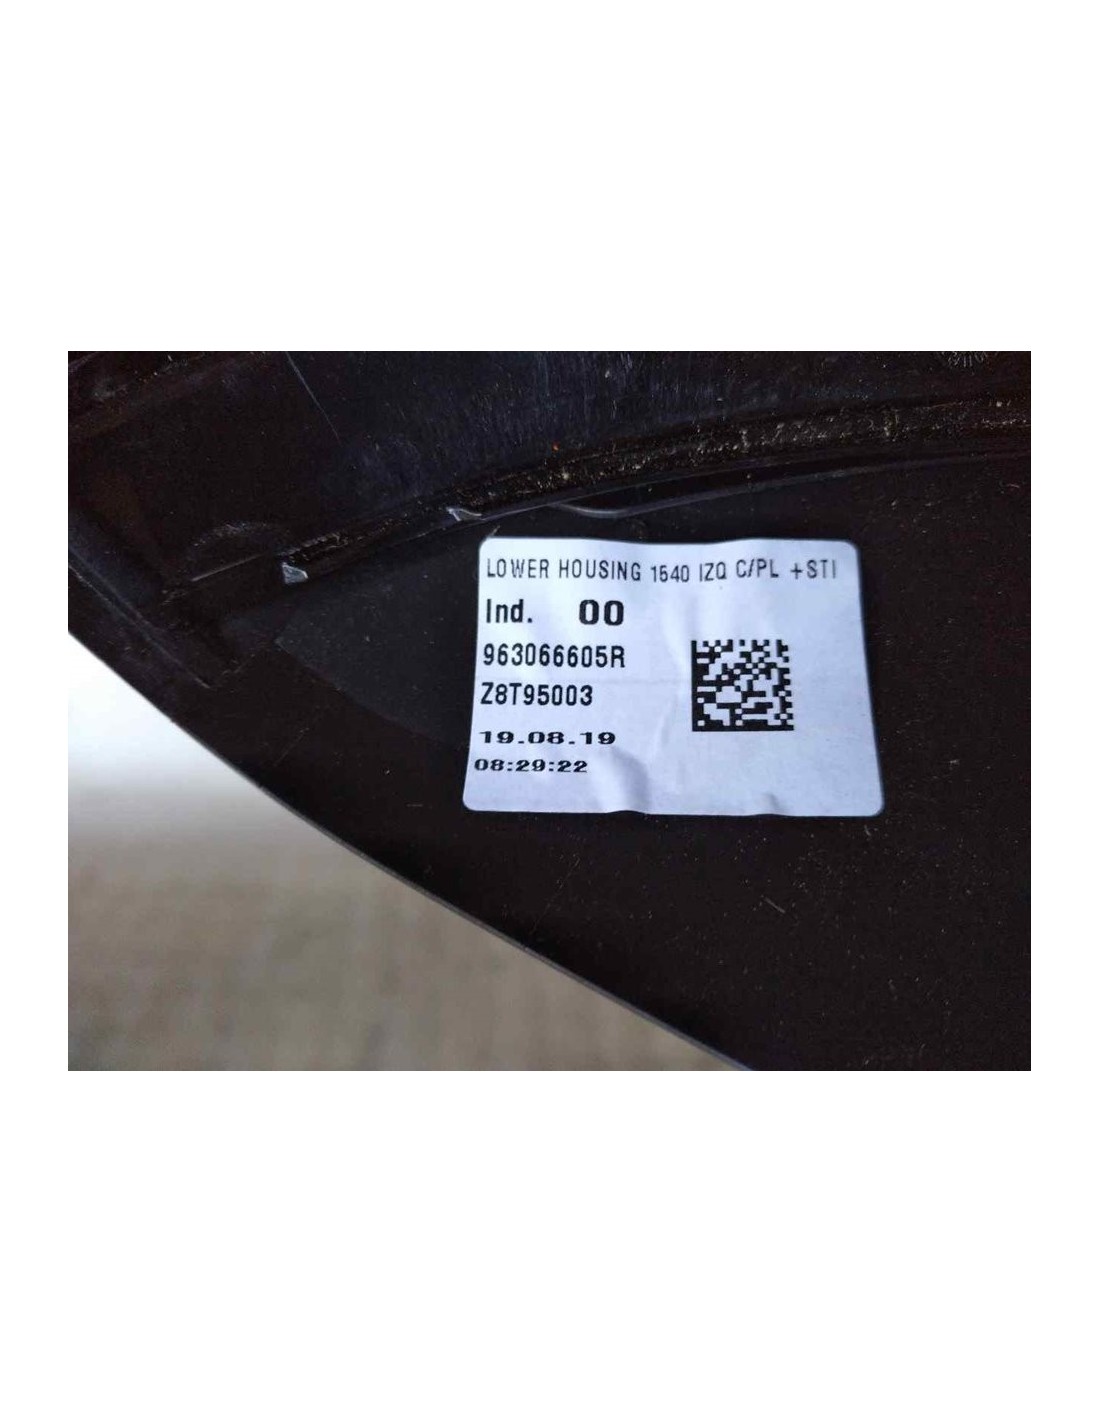 LOWER HOUSING 1540 IZQ C/PL +STI
Ind. 00
963066605R
Z8T95003
19.08.19
08:29:22